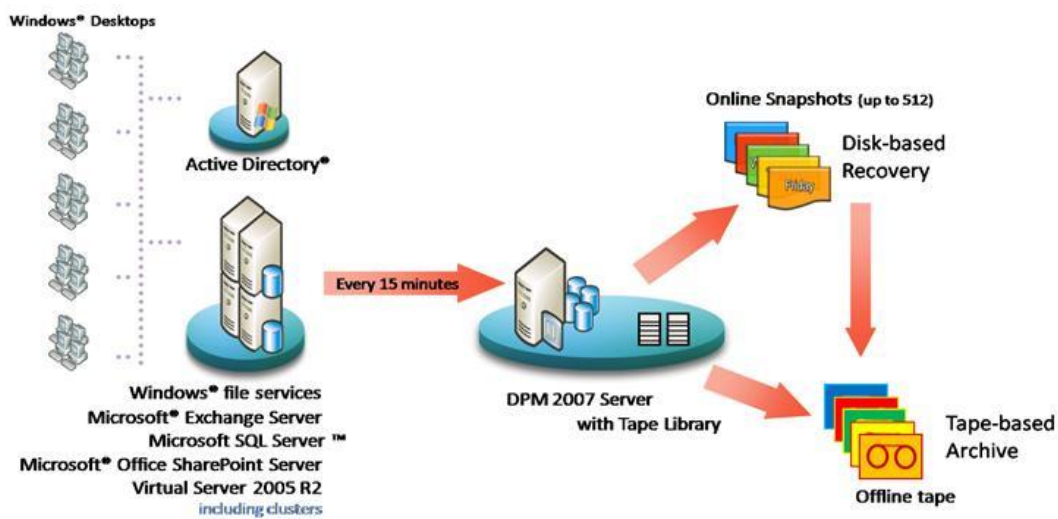 Windows® Desktops
Active Directory®
Windows® file services
Microsoft® Exchange Server
Microsoft SQL Server ™
Microsoft® Office SharePoint Server
Virtual Server 2005 R2
including clusters
Every 15 minutes
DPM 2007 Server
with Tape Library
Online Snapshots (up to 512)
Disk-based
Recovery
Friday
Tape-based
Archive
Offline tape